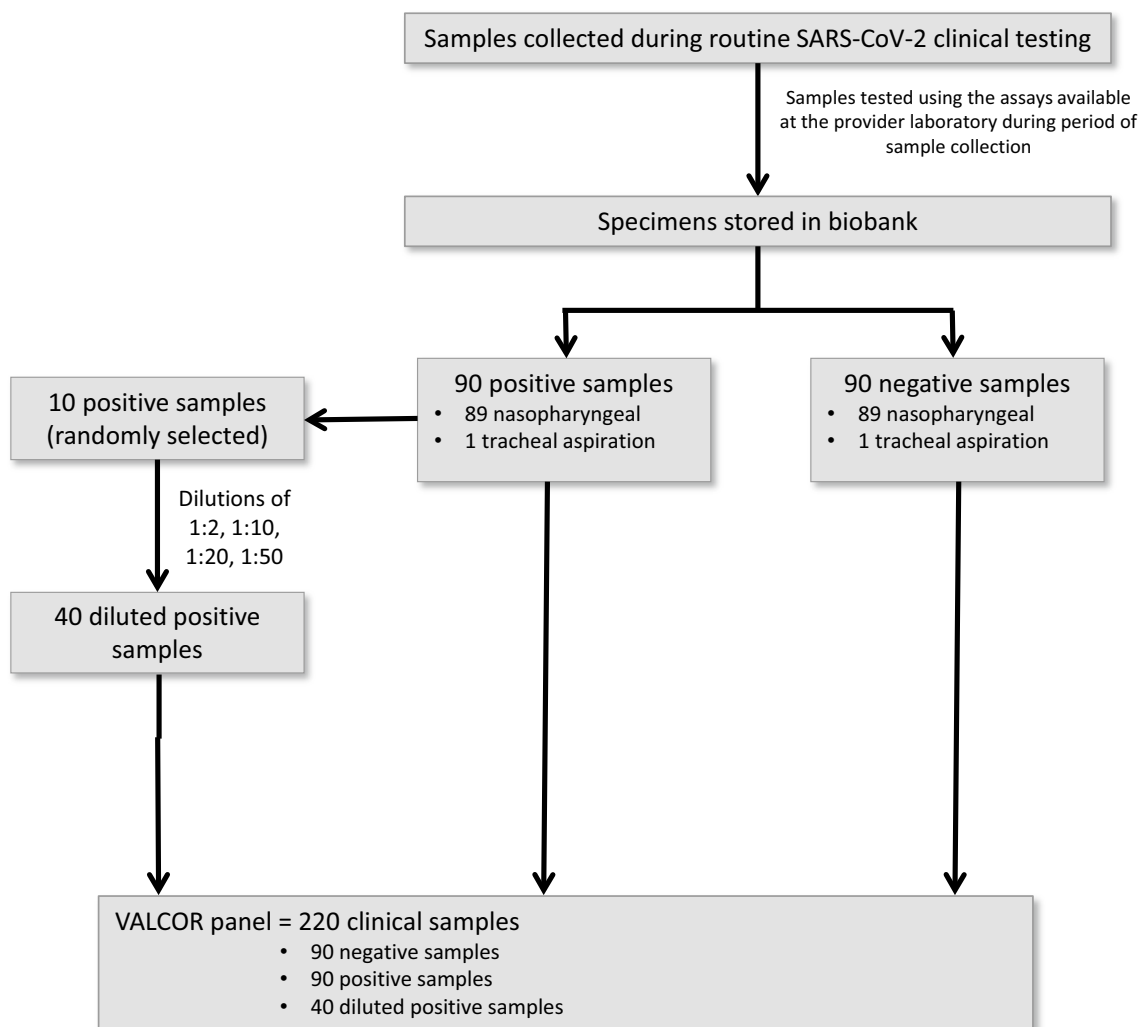 Samples collected during routine SARS-CoV-2 clinical testing
Samples tested using the assays available
at the provider laboratory during period of
sample collection
Specimens stored in biobank
90 positive samples
• 89 nasopharyngeal
• 1 tracheal aspiration
90 negative samples
• 89 nasopharyngeal
• 1 tracheal aspiration
10 positive samples
(randomly selected)
Dilutions of
1:2, 1:10,
1:20, 1:50
40 diluted positive
samples
VALCOR panel = 220 clinical samples
• 90 negative samples
• 90 positive samples
• 40 diluted positive samples